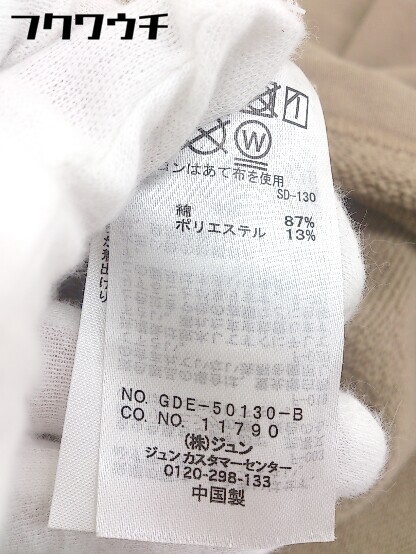 フクワウチ
W
ンはあて布を使用
SD-130
綿 87%
ポリエステル 13%
NO. GDE-50130-B
CO. NO. 11790
(株)ジュン
ジュンカスタマーセンター
0120-298-133
中国製